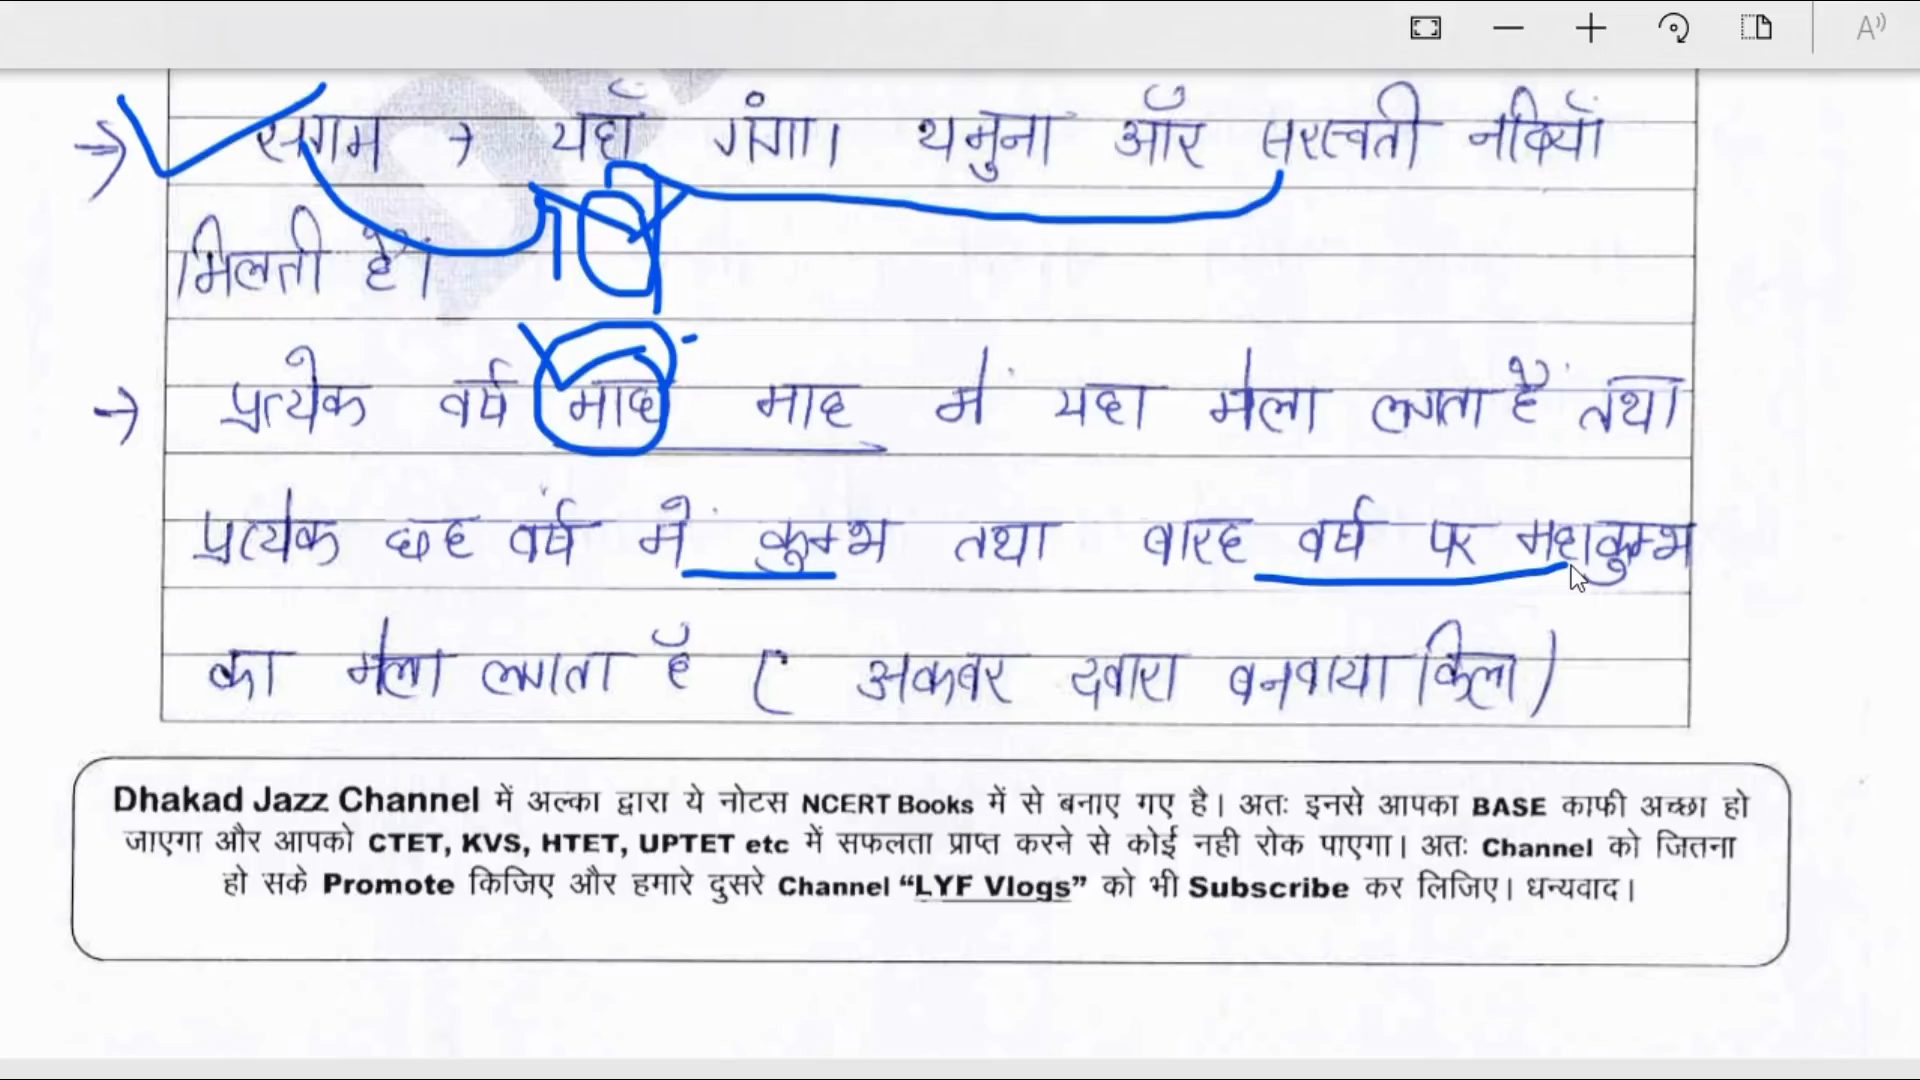 → संगम → यहाँ गंगा। यमुना और सरस्वती नदियाँ
मिलती हैं।
→ प्रत्येक वर्ष माघ माह में यहा मेला लगता है तथा
प्रत्येक छह वर्ष में कुम्भ तथा बारह वर्ष पर महाकुम्भ
का मेला लगता है ( अकबर द्वारा बनवाया किला)
Dhakad Jazz Channel में अल्का द्वारा ये नोटस NCERT Books में से बनाए गए है। अतः इनसे आपका BASE काफी अच्छा हो
जाएगा और आपको CTET, KVS, HTET, UPTET etc में सफलता प्राप्त करने से कोई नही रोक पाएगा। अतः Channel को जितना
हो सके Promote किजिए और हमारे दुसरे Channel “LYF Vlogs” को भी Subscribe कर लिजिए। धन्यवाद।